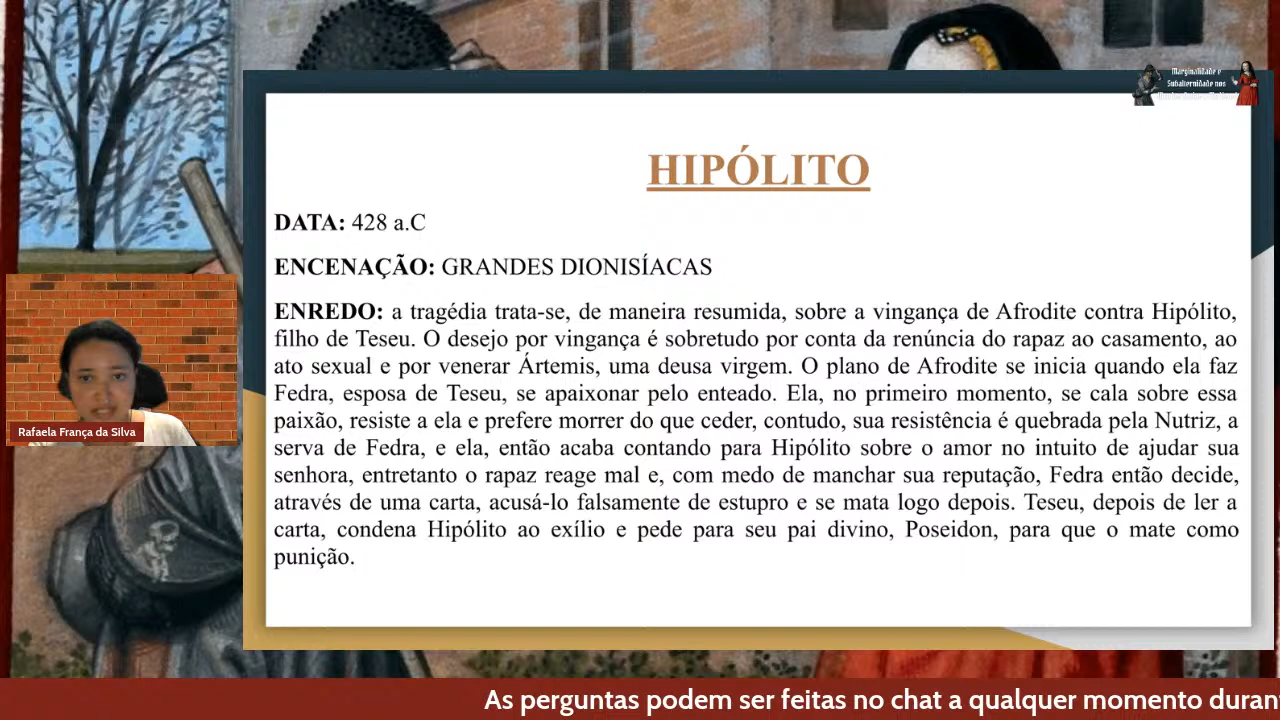 Marginalidade e
Subalternidade nos
HIPÓLITO
DATA: 428 a.C
ENCENAÇÃO: GRANDES DIONISÍACAS
ENREDO: a tragédia trata-se, de maneira resumida, sobre a vingança de Afrodite contra Hipólito,
filho de Teseu. O desejo por vingança é sobretudo por conta da renúncia do rapaz ao casamento, ao
ato sexual e por venerar Ártemis, uma deusa virgem. O plano de Afrodite se inicia quando ela faz
Fedra, esposa de Teseu, se apaixonar pelo enteado. Ela, no primeiro momento, se cala sobre essa
paixão, resiste a ela e prefere morrer do que ceder, contudo, sua resistência é quebrada pela Nutriz, a
serva de Fedra, e ela, então acaba contando para Hipólito sobre o amor no intuito de ajudar sua
senhora, entretanto o rapaz reage mal e, com medo de manchar sua reputação, Fedra então decide,
através de uma carta, acusá-lo falsamente de estupro e se mata logo depois. Teseu, depois de ler a
carta, condena Hipólito ao exílio e pede para seu pai divino, Poseidon, para que o mate como
punição.
Rafaela França da Silva
As perguntas podem ser feitas no chat a qualquer momento duran